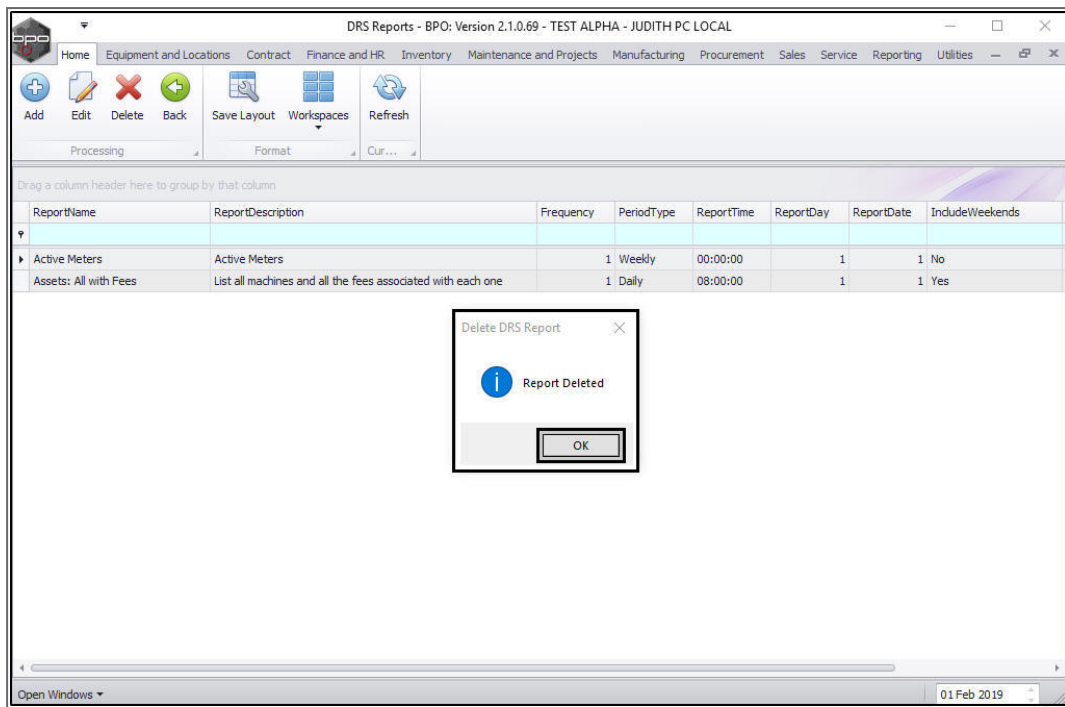 DRS Reports - BPO: Version 2.1.0.69 - TEST ALPHA - JUDITH PC LOCAL
bpo
Home Equipment and Locations Contract Finance and HR Inventory Maintenance and Projects Manufacturing Procurement Sales Service Reporting Utilities
Add Edit Delete Back Save Layout Workspaces Refresh
Processing Format Cur...
Drag a column header here to group by that column
ReportName ReportDescription Frequency PeriodType ReportTime ReportDay ReportDate IncludeWeekends
Active Meters Active Meters 1 Weekly 00:00:00 1 1 No
Assets: All with Fees List all machines and all the fees associated with each one 1 Daily 08:00:00 1 1 Yes
Delete DRS Report
Report Deleted
OK
Open Windows 01 Feb 2019